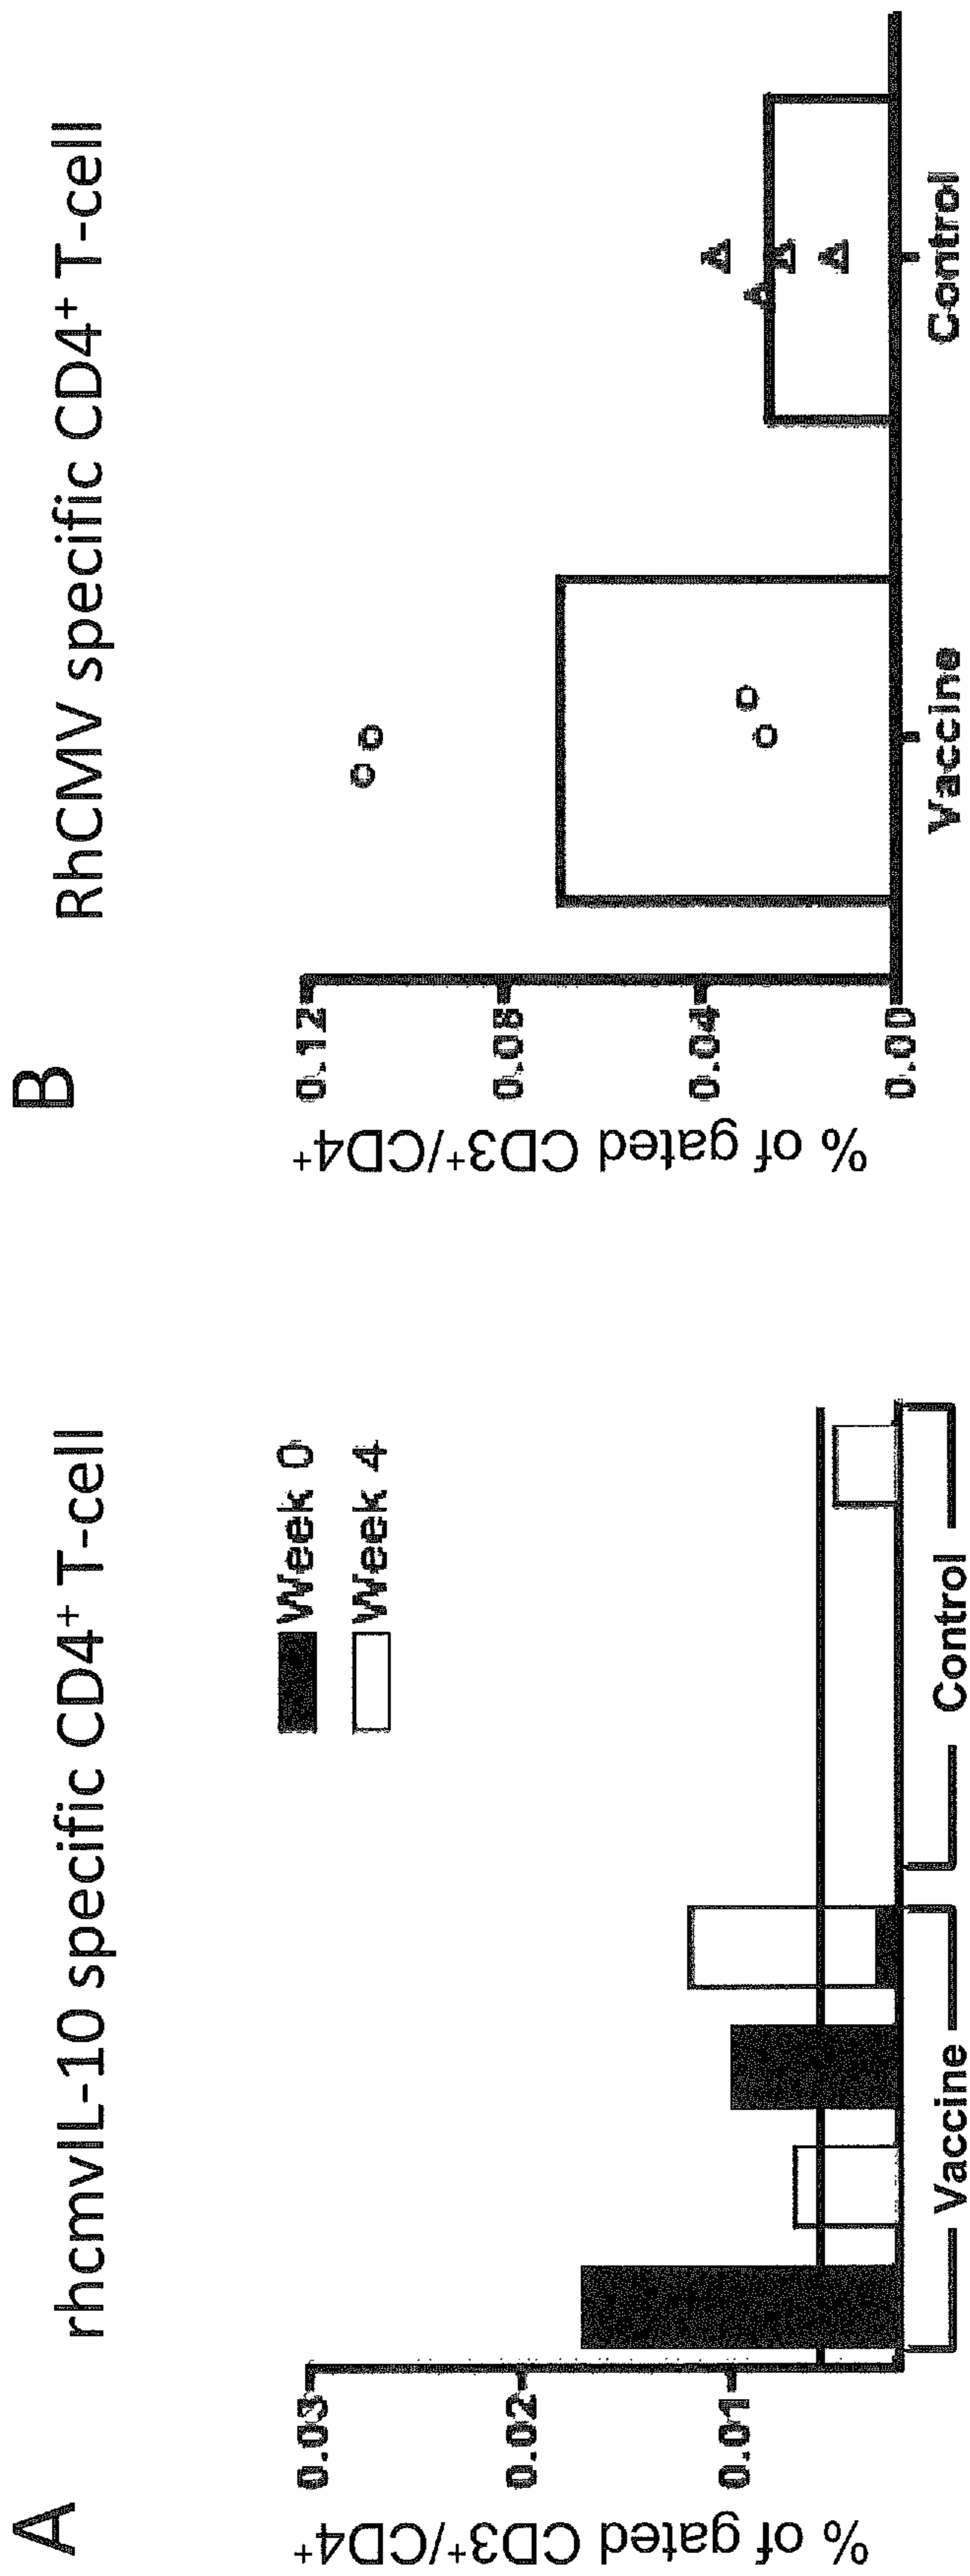 A
rhcmvIL-10 specific CD4⁺ T-cell
% of gated CD3⁺/CD4⁺
0.03
0.02
0.01
Week 0
Week 4
Vaccine
Control
B
RhCMV specific CD4⁺ T-cell
% of gated CD3⁺/CD4⁺
0.12
0.08
0.04
0.00
Vaccine
Control